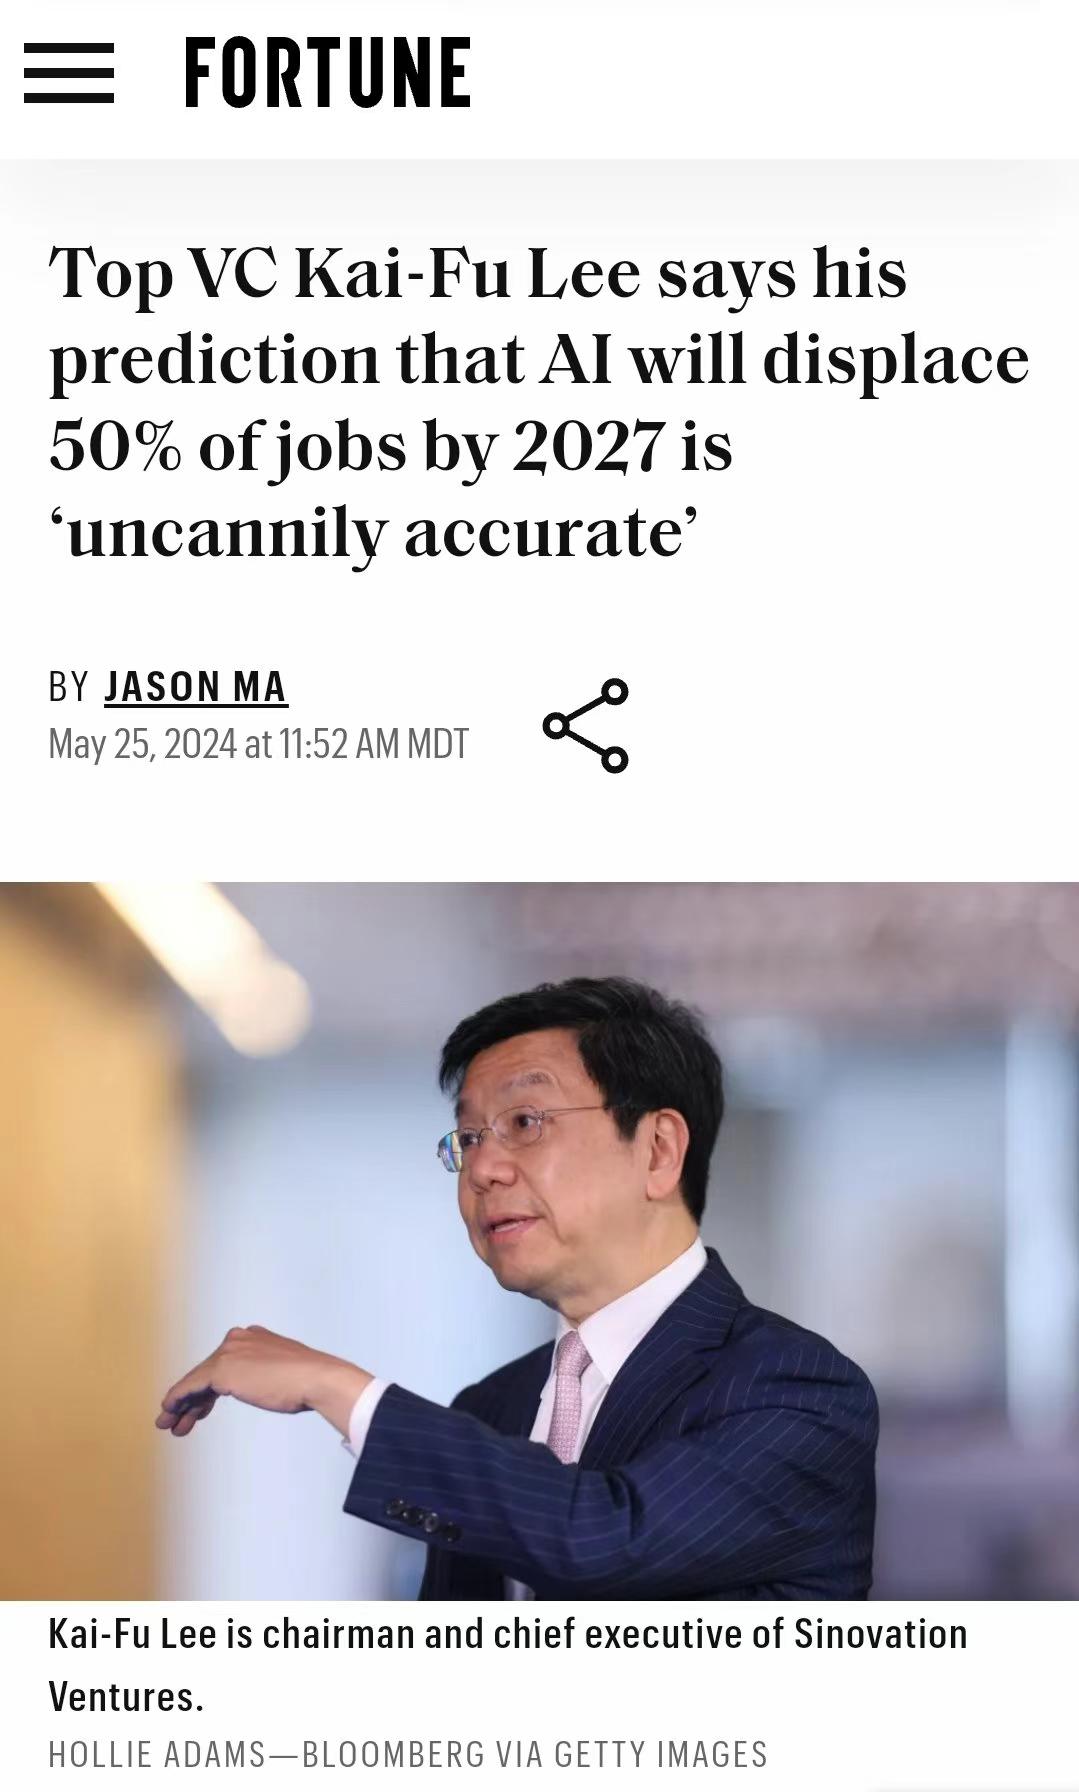 FORTUNE
Top VC Kai-Fu Lee says his
prediction that AI will displace
50% of jobs by 2027 is
‘uncannily accurate’
BY JASON MA
May 25, 2024 at 11:52 AM MDT
Kai-Fu Lee is chairman and chief executive of Sinovation
Ventures.
HOLLIE ADAMS—BLOOMBERG VIA GETTY IMAGES